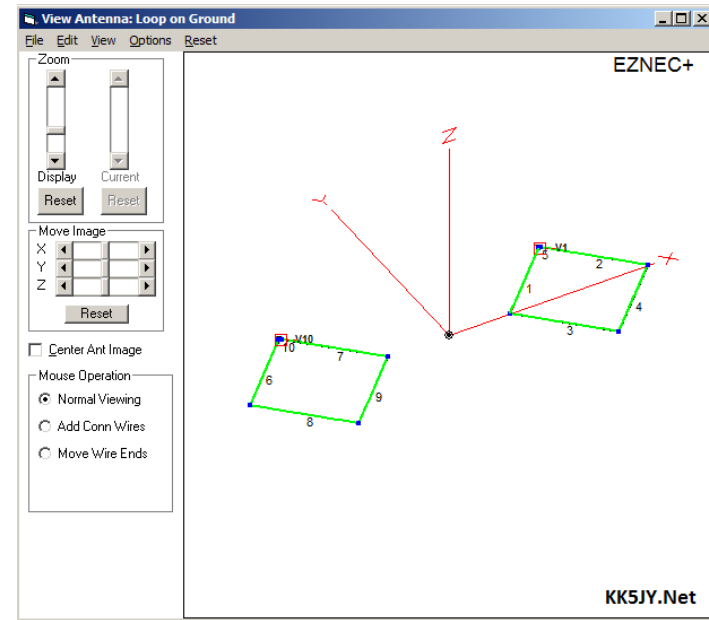 View Antenna: Loop on Ground
File Edit View Options Reset
Zoom
Display Current
Reset Reset
Move Image
X
Y
Z
Reset
Center Ant Image
Mouse Operation
Normal Viewing
Add Conn Wires
Move Wire Ends
EZNEC+
Z
Y
V1
5
2
X
1
4
3
V10
10
7
6
9
8
KK5JY.Net